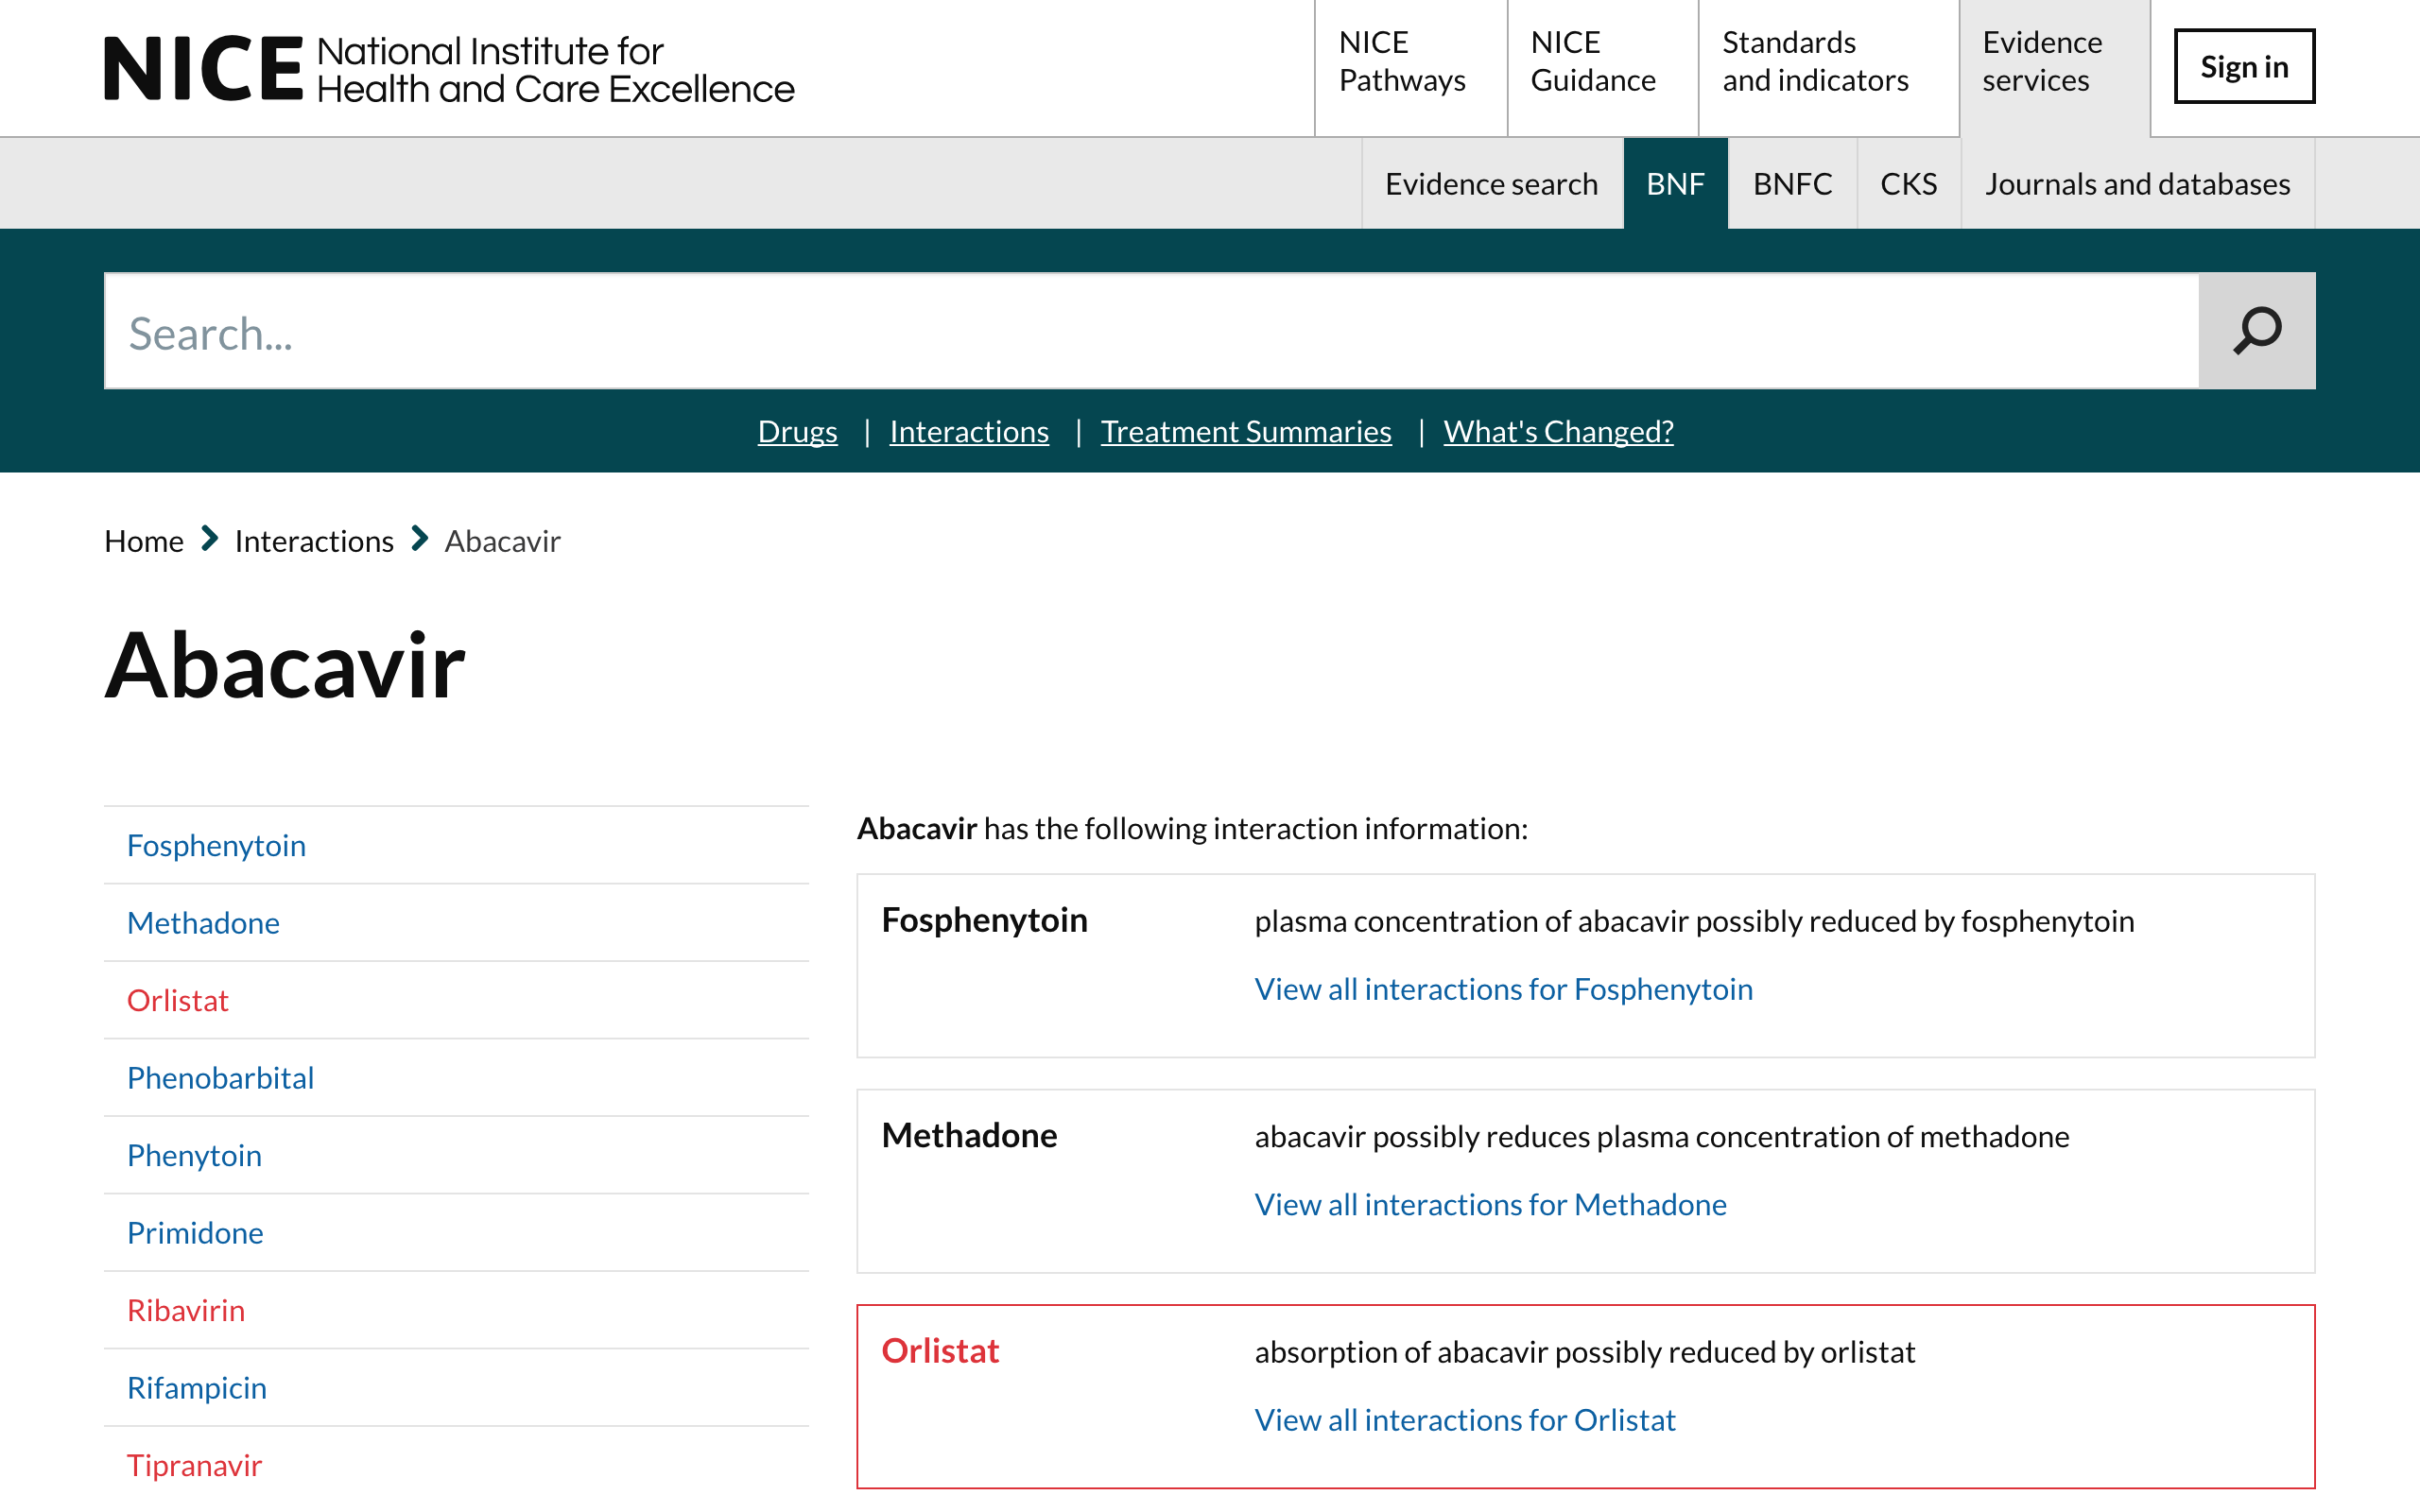 NICE National Institute for
Health and Care Excellence
NICE
Pathways
NICE
Guidance
Standards
and indicators
Evidence
services
Sign in
Evidence search
BNF
BNFC
CKS
Journals and databases
Search...
Drugs | Interactions | Treatment Summaries | What's Changed?
Home Interactions Abacavir
Abacavir
Fosphenytoin
Methadone
Orlistat
Phenobarbital
Phenytoin
Primidone
Ribavirin
Rifampicin
Tipranavir
Abacavir has the following interaction information:
Fosphenytoin
plasma concentration of abacavir possibly reduced by fosphenytoin
View all interactions for Fosphenytoin
Methadone
abacavir possibly reduces plasma concentration of methadone
View all interactions for Methadone
Orlistat
absorption of abacavir possibly reduced by orlistat
View all interactions for Orlistat